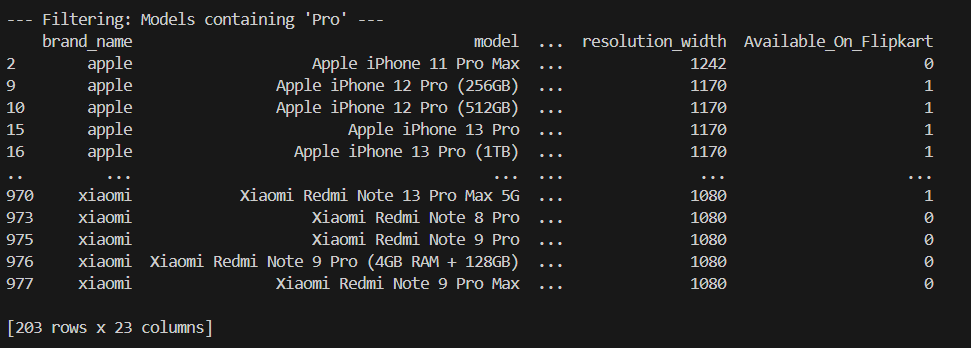 --- Filtering: Models containing 'Pro' ---
    brand_name                                          model  ...  resolution_width  Available_On_Flipkart
2        apple                        Apple iPhone 11 Pro Max  ...              1242                      0
9        apple                    Apple iPhone 12 Pro (256GB)  ...              1170                      1
10       apple                    Apple iPhone 12 Pro (512GB)  ...              1170                      1
15       apple                            Apple iPhone 13 Pro  ...              1170                      1
16       apple                      Apple iPhone 13 Pro (1TB)  ...              1170                      1
..         ...                                            ...  ...               ...                    ...
970     xiaomi                Xiaomi Redmi Note 13 Pro Max 5G  ...              1080                      1
973     xiaomi                        Xiaomi Redmi Note 8 Pro  ...              1080                      0
975     xiaomi                        Xiaomi Redmi Note 9 Pro  ...              1080                      0
976     xiaomi      Xiaomi Redmi Note 9 Pro (4GB RAM + 128GB)  ...              1080                      0
977     xiaomi                    Xiaomi Redmi Note 9 Pro Max  ...              1080                      0
[203 rows x 23 columns]